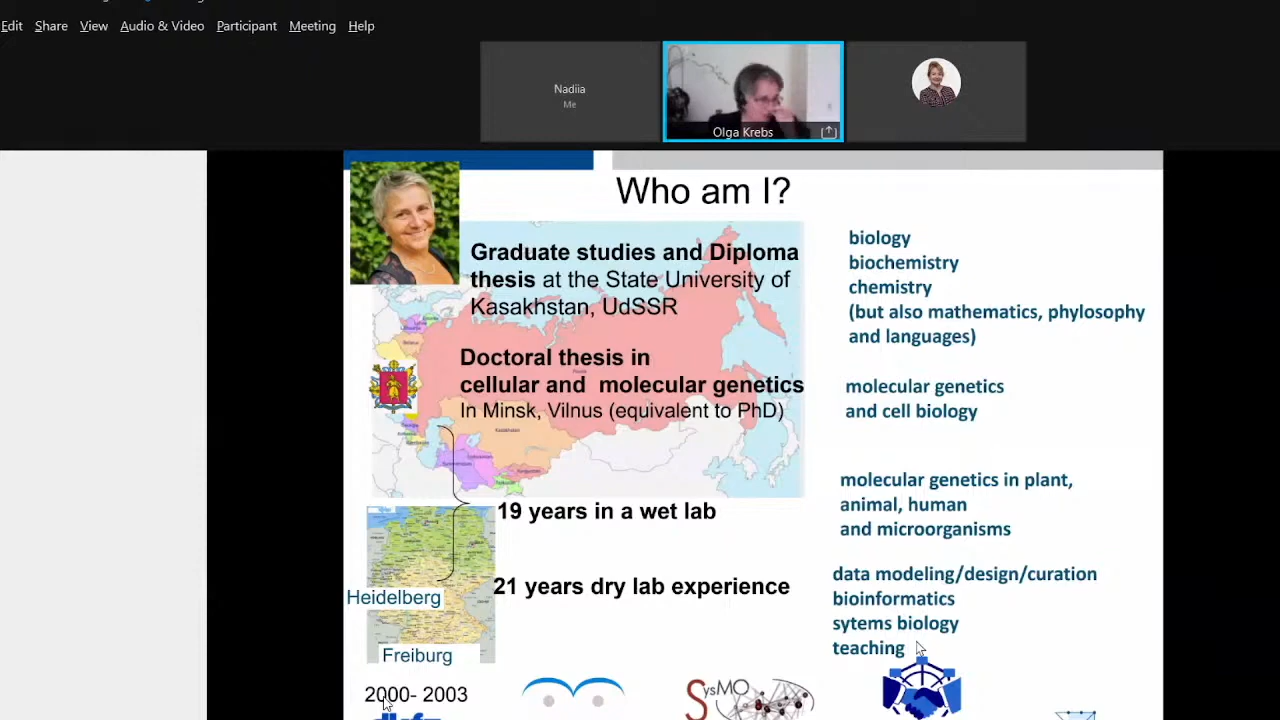 Edit Share View Audio & Video Participant Meeting Help
Nadiia
Me
Olga Krebs
Who am I?
Graduate studies and Diploma
thesis at the State University of
Kasakhstan, UdSSR
Doctoral thesis in
cellular and molecular genetics
In Minsk, Vilnus (equivalent to PhD)
19 years in a wet lab
21 years dry lab experience
Heidelberg
Freiburg
2000- 2003
SysMO
biology
biochemistry
chemistry
(but also mathematics, phylosophy
and languages)
molecular genetics
and cell biology
molecular genetics in plant,
animal, human
and microorganisms
data modeling/design/curation
bioinformatics
sytems biology
teaching